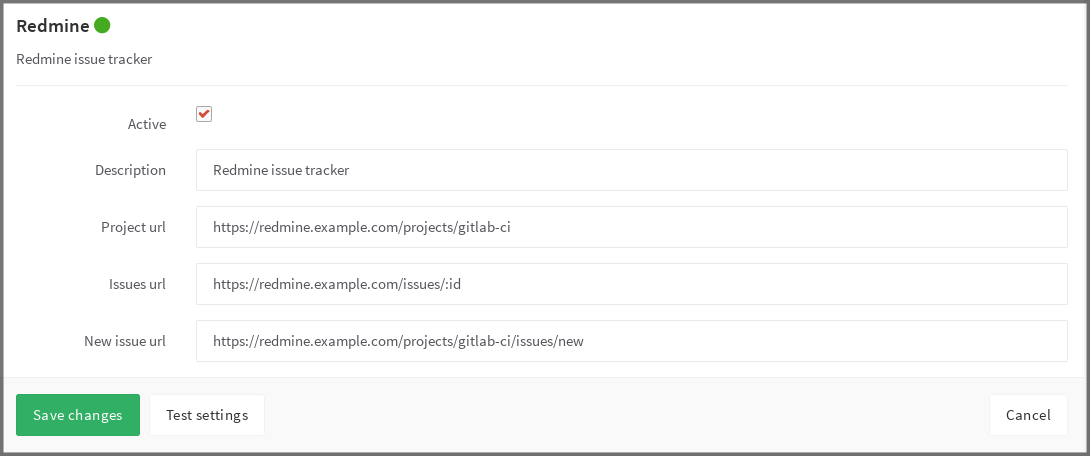 Redmine
Redmine issue tracker
Active
Description Redmine issue tracker
Project url https://redmine.example.com/projects/gitlab-ci
Issues url https://redmine.example.com/issues/:id
New issue url https://redmine.example.com/projects/gitlab-ci/issues/new
Save changes Test settings Cancel